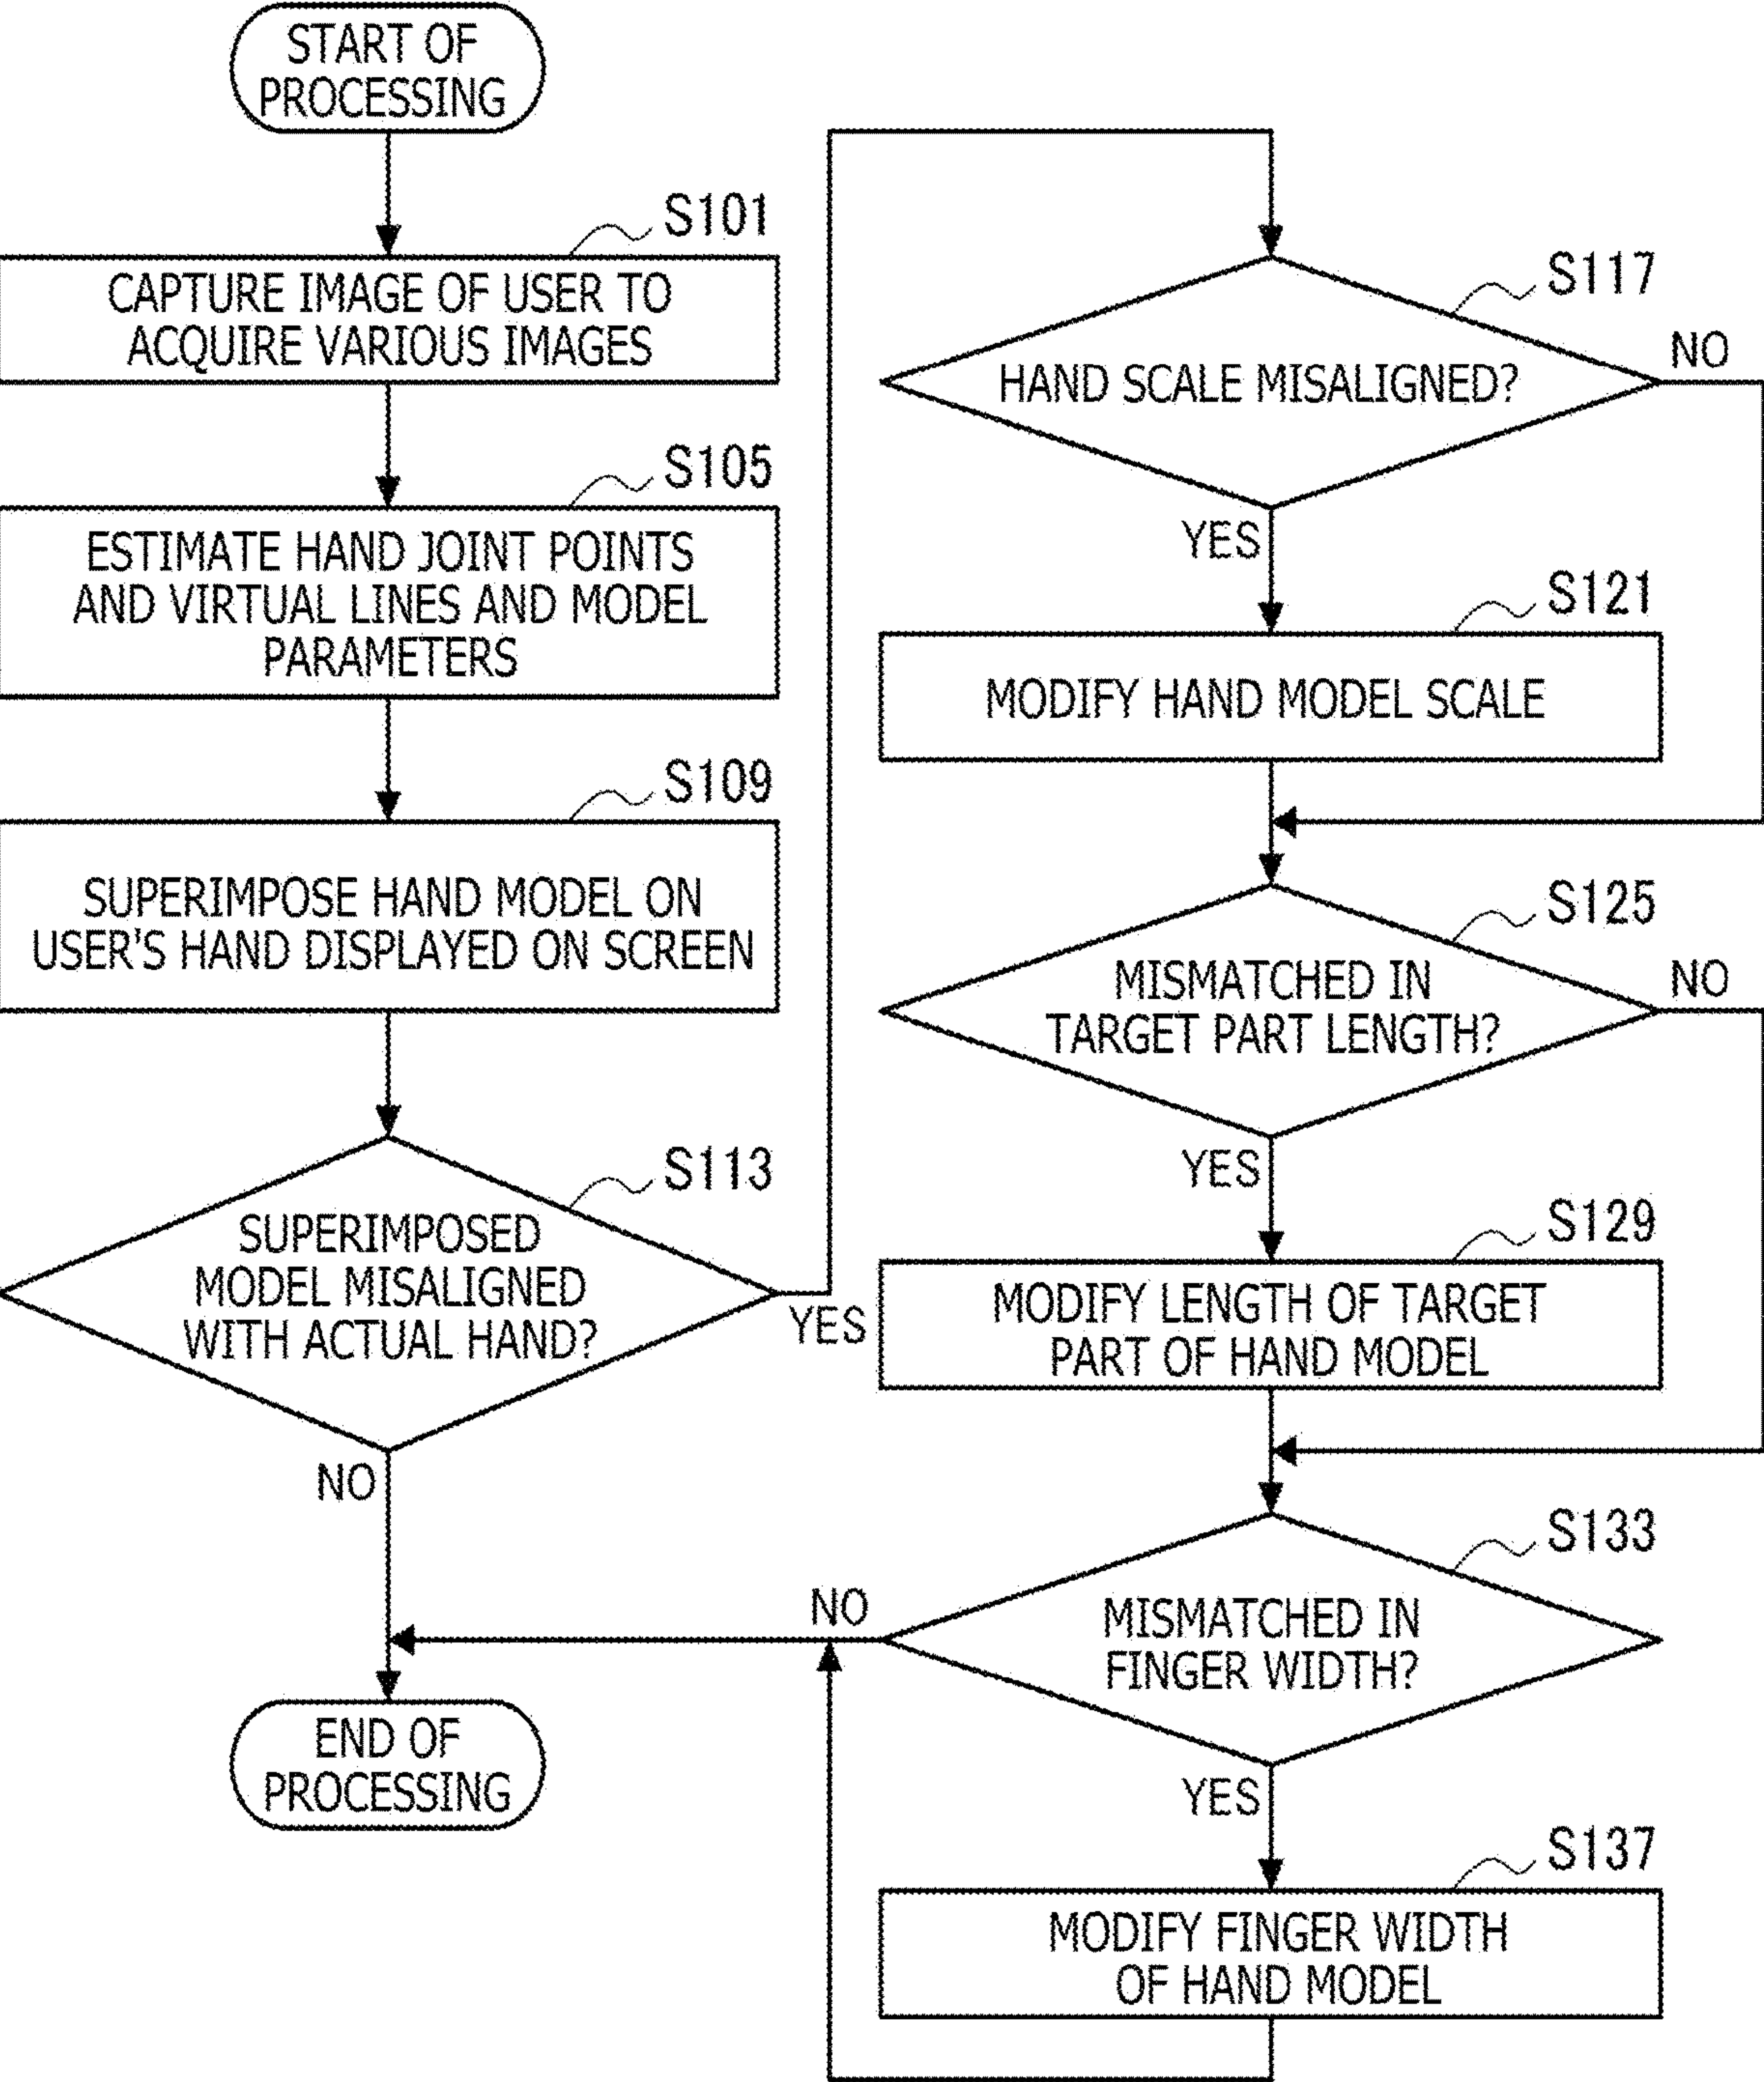 START OF
PROCESSING
S101
CAPTURE IMAGE OF USER TO
ACQUIRE VARIOUS IMAGES
S105
ESTIMATE HAND JOINT POINTS
AND VIRTUAL LINES AND MODEL
PARAMETERS
S109
SUPERIMPOSE HAND MODEL ON
USER'S HAND DISPLAYED ON SCREEN
S113
SUPERIMPOSED
MODEL MISALIGNED
WITH ACTUAL HAND?
YES
NO
END OF
PROCESSING
S117
HAND SCALE MISALIGNED?
NO
YES
S121
MODIFY HAND MODEL SCALE
S125
MISMATCHED IN
TARGET PART LENGTH?
NO
YES
S129
MODIFY LENGTH OF TARGET
PART OF HAND MODEL
S133
MISMATCHED IN
FINGER WIDTH?
NO
YES
S137
MODIFY FINGER WIDTH
OF HAND MODEL